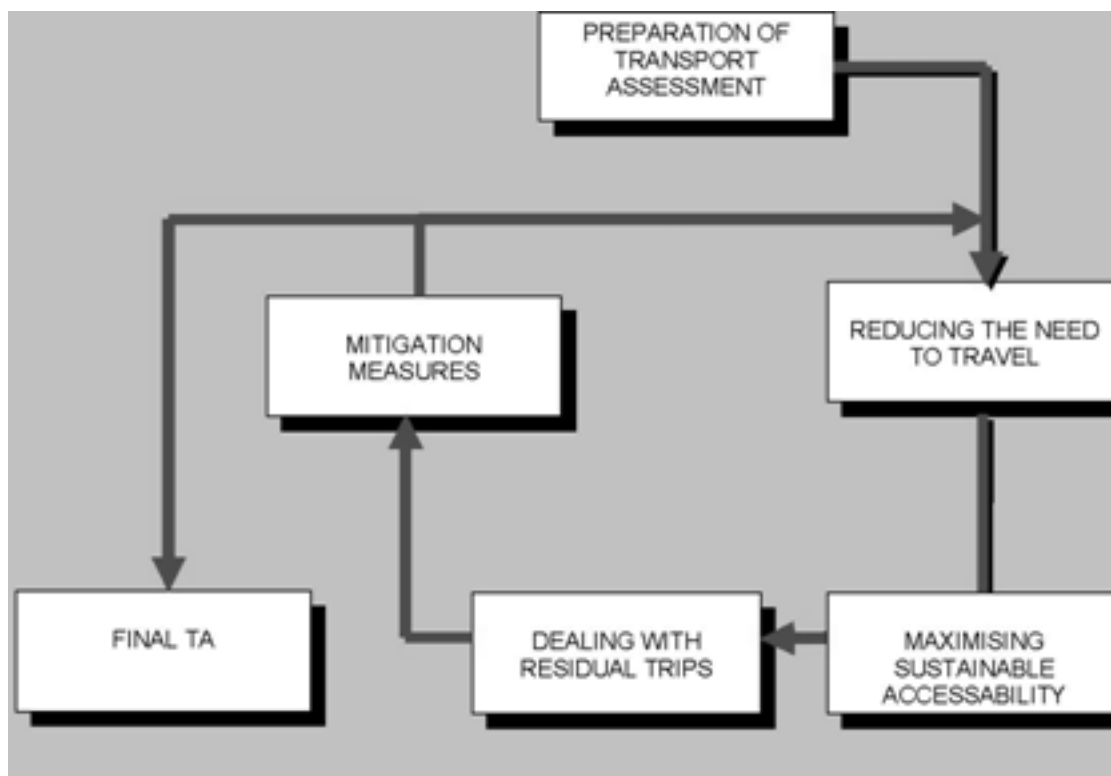 PREPARATION OF
TRANSPORT
ASSESSMENT
MITIGATION
MEASURES
REDUCING THE NEED
TO TRAVEL
FINAL TA
DEALING WITH
RESIDUAL TRIPS
MAXIMISING
SUSTAINABLE
ACCESSABILITY